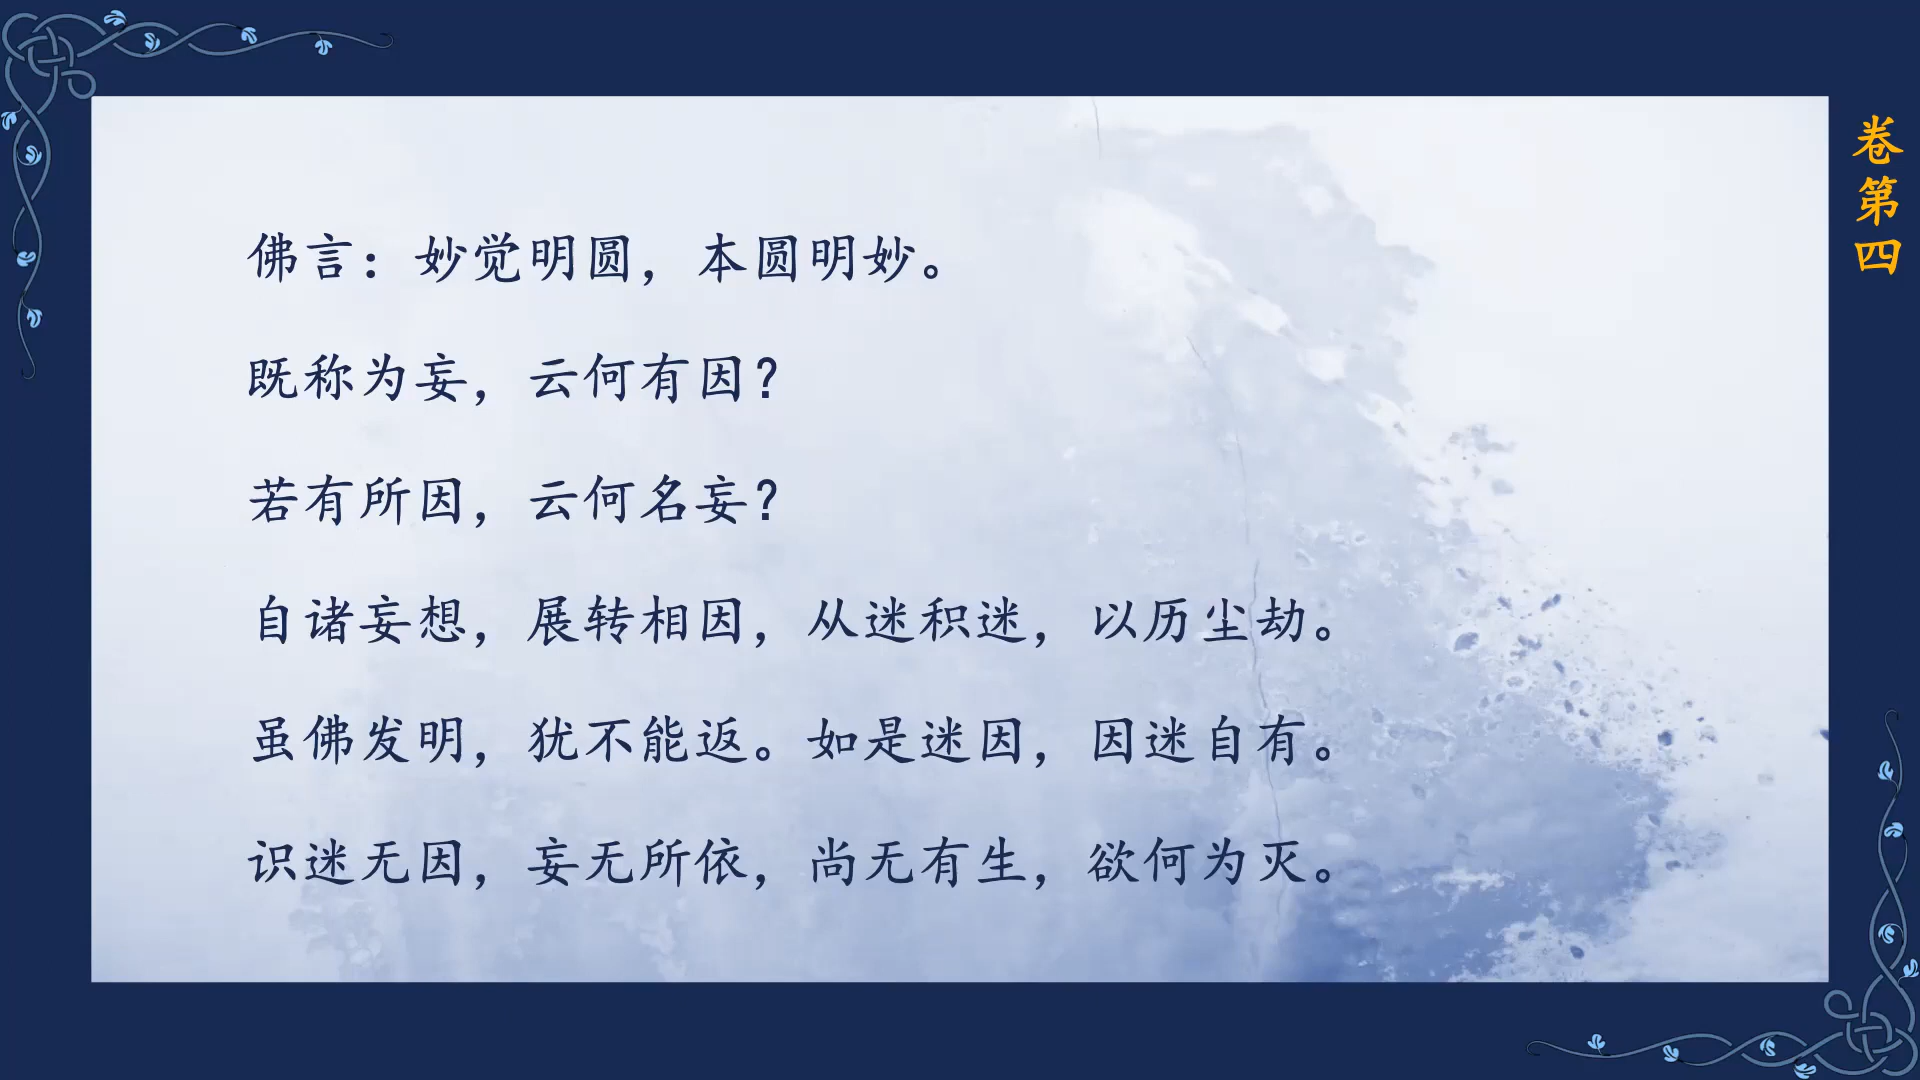 佛言：妙觉明圆，本圆明妙。
既称为妄，云何有因？
若有所因，云何名妄？
自诸妄想，展转相因，从迷积迷，以历尘劫。
虽佛发明，犹不能返。如是迷因，因迷自有。
识迷无因，妄无所依，尚无有生，欲何为灭。
卷第四